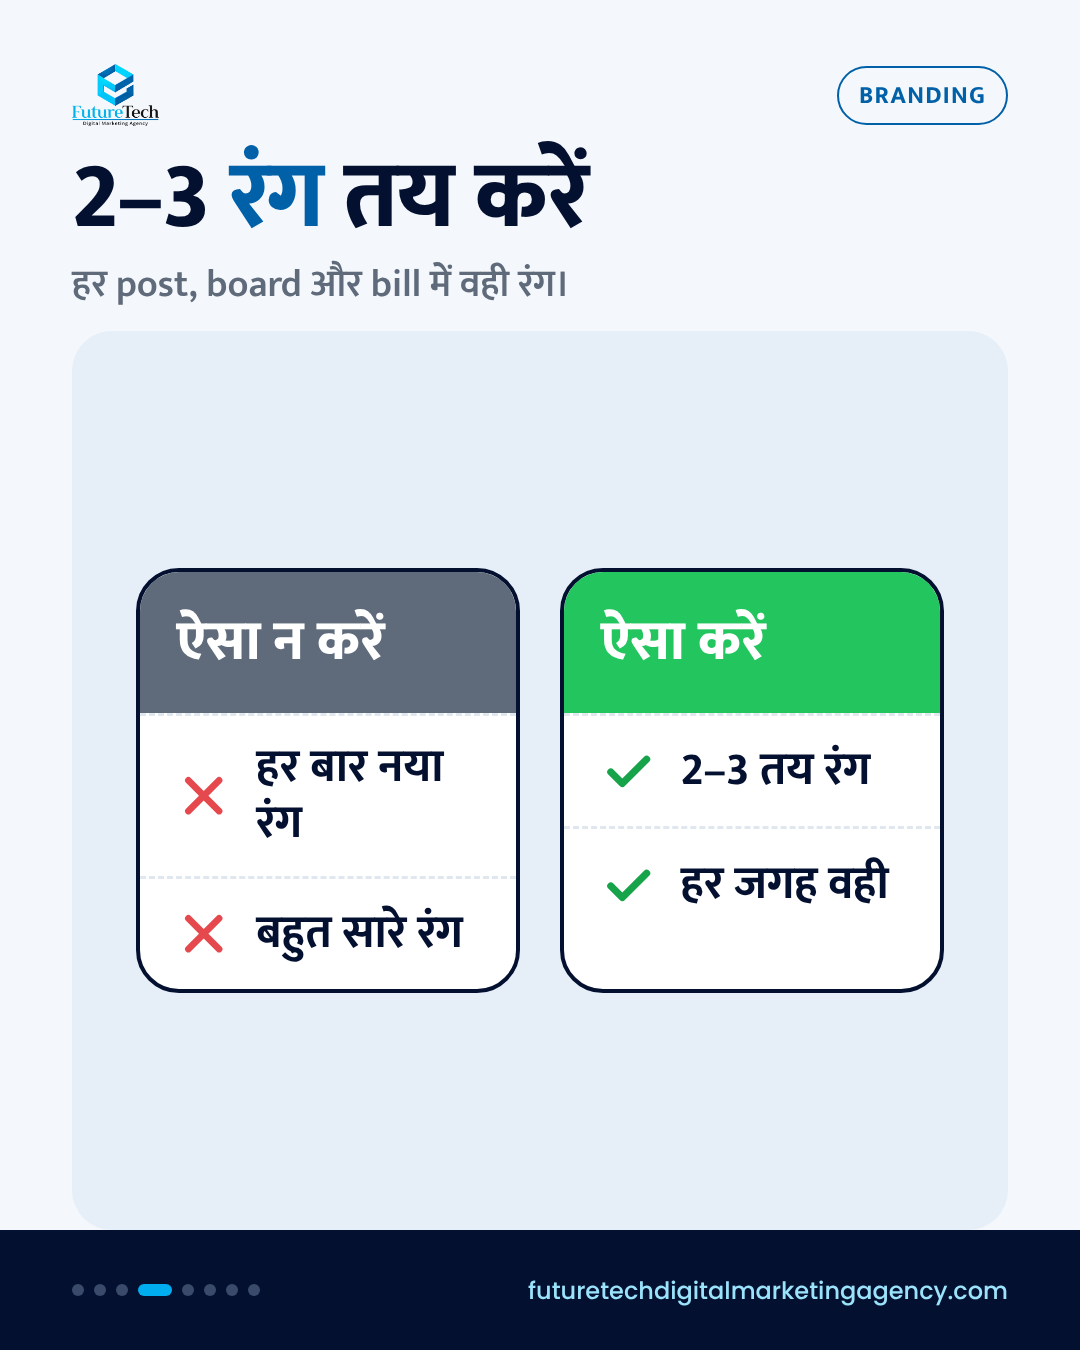 FutureTech
Digital Marketing Agency
BRANDING
2–3 रंग तय करें
हर post, board और bill में वही रंग।
ऐसा न करें
हर बार नया
रंग
बहुत सारे रंग
ऐसा करें
2–3 तय रंग
हर जगह वही
futuretechdigitalmarketingagency.com